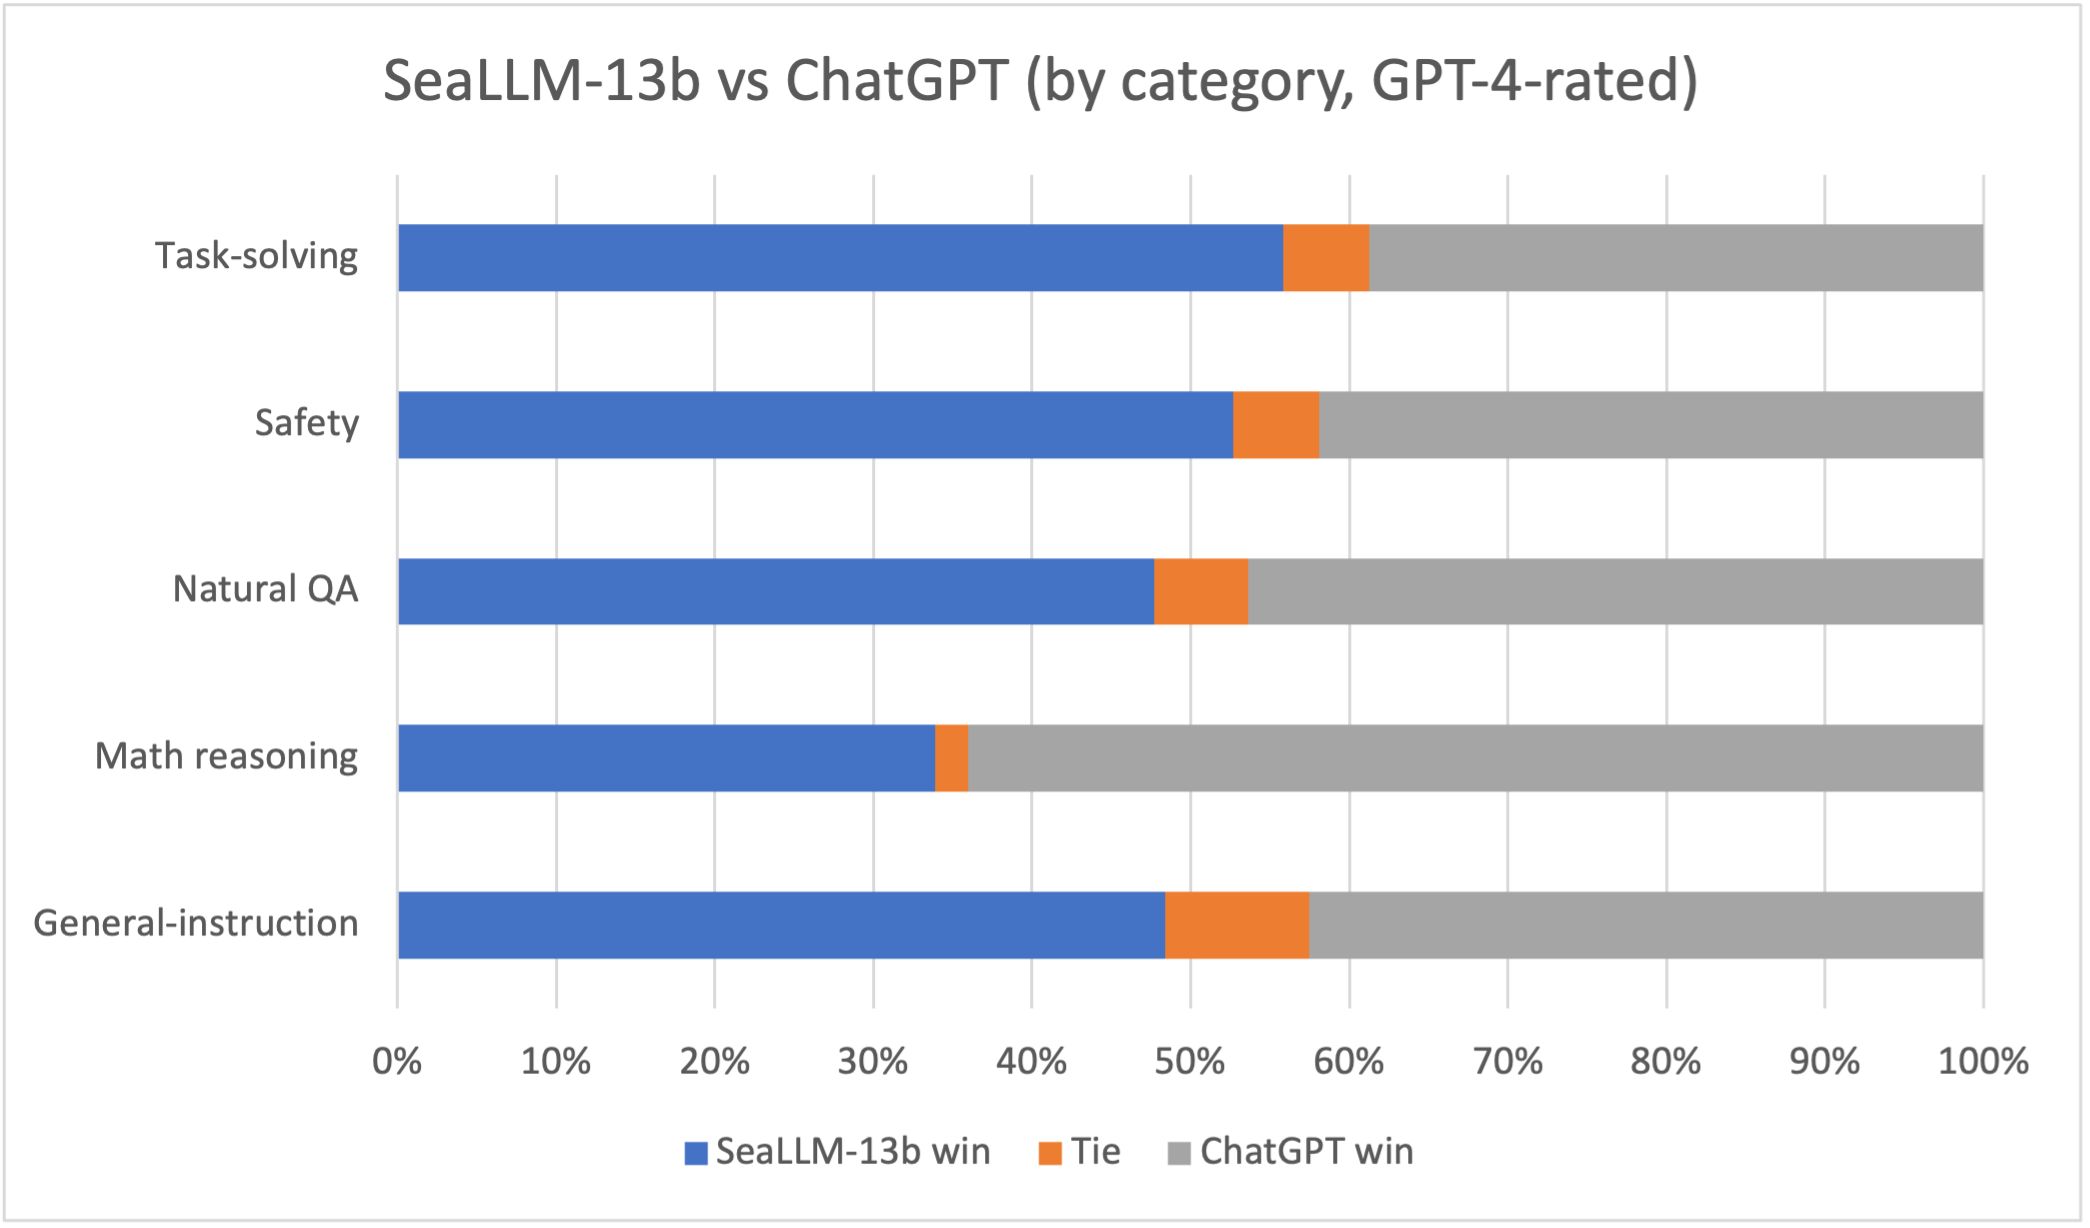 SeaLLM-13b vs ChatGPT (by category, GPT-4-rated)
Task-solving
Safety
Natural QA
Math reasoning
General-instruction
0% 10% 20% 30% 40% 50% 60% 70% 80% 90% 100%
SeaLLM-13b win Tie ChatGPT win